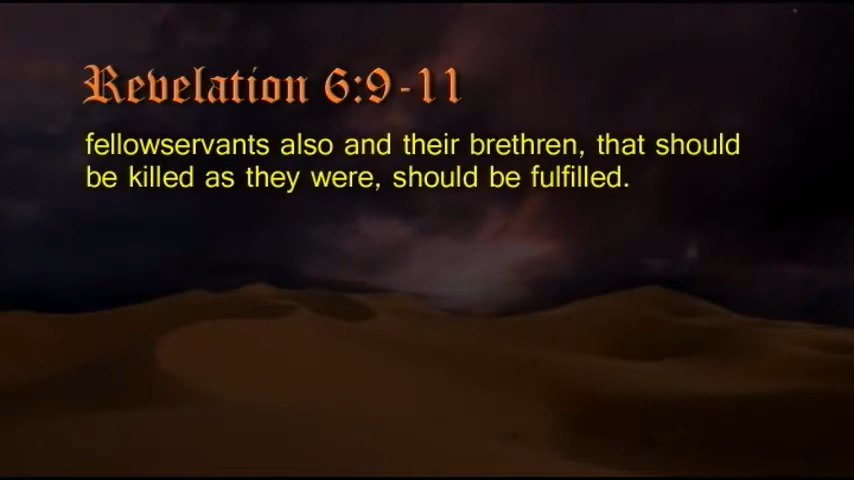 Revelation 6:9-11
fellowservants also and their brethren, that should
be killed as they were, should be fulfilled.